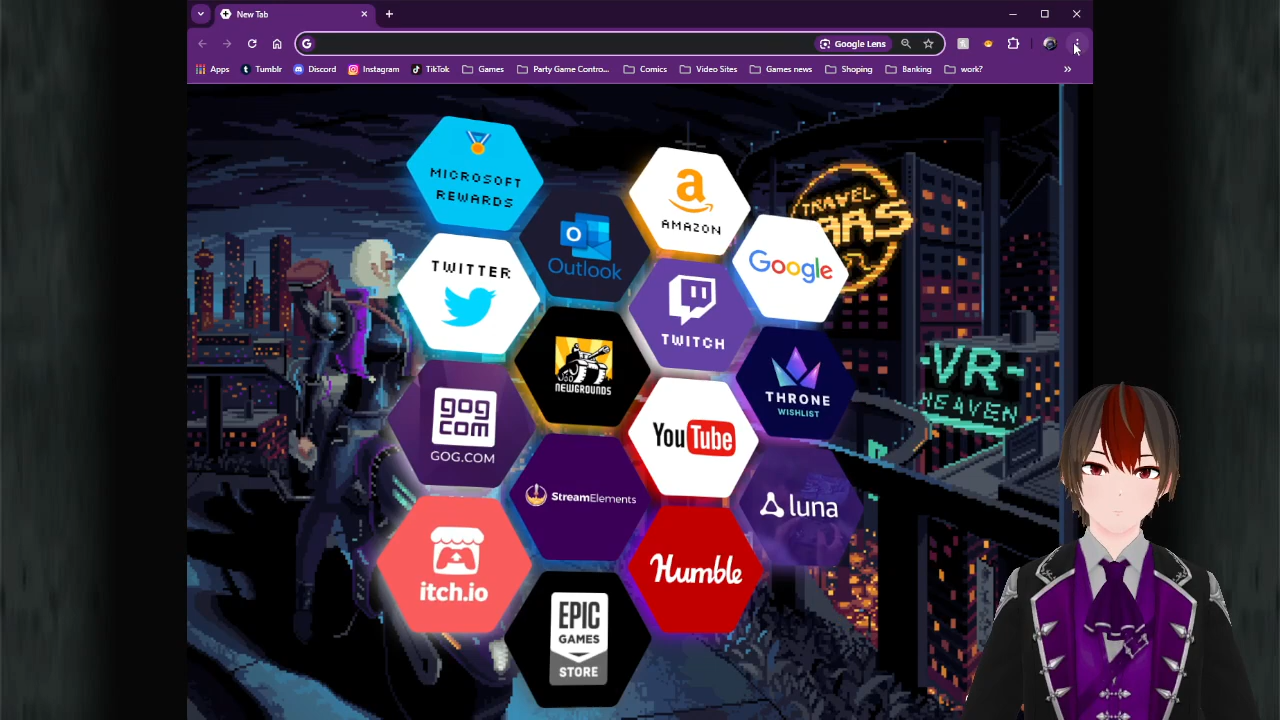 New Tab
Google Lens
Apps
Tumblr
Discord
Instagram
TikTok
Games
Party Game Contro...
Comics
Video Sites
Games news
Shoping
Banking
work?
MICROSOFT
REWARDS
Outlook
AMAZON
TRAVEL
Google
TWITTER
TWITCH
NEWGROUNDS
THRONE
WISHLIST
-VR-
HEAVEN
gog
com
GOG.COM
YouTube
StreamElements
luna
itch.io
Humble
EPIC
GAMES
STORE